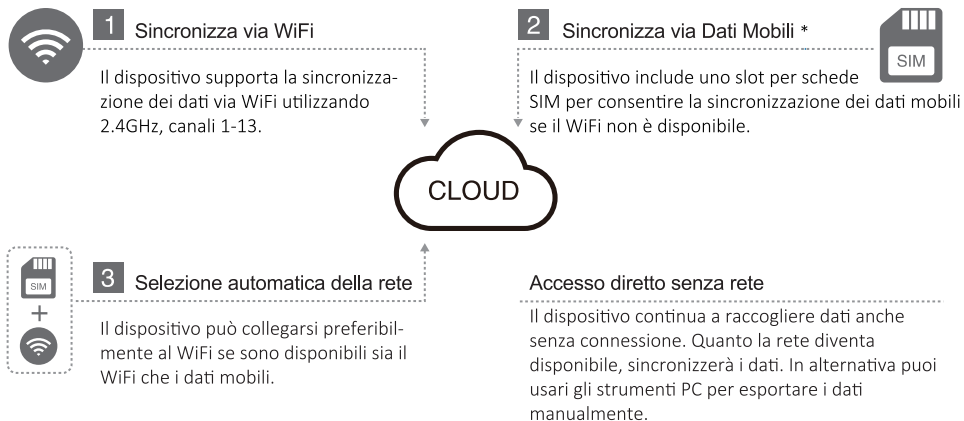 1 Sincronizza via WiFi
Il dispositivo supporta la sincronizza-
zione dei dati via WiFi utilizzando
2.4GHz, canali 1-13.
2 Sincronizza via Dati Mobili *
SIM
Il dispositivo include uno slot per schede
SIM per consentire la sincronizzazione dei dati mobili
se il WiFi non è disponibile.
CLOUD
SIM
+
3 Selezione automatica della rete
Il dispositivo può collegarsi preferibil-
mente al WiFi se sono disponibili sia il
WiFi che i dati mobili.
Accesso diretto senza rete
Il dispositivo continua a raccogliere dati anche
senza connessione. Quanto la rete diventa
disponibile, sincronizzerà i dati. In alternativa puoi
usari gli strumenti PC per esportare i dati
manualmente.